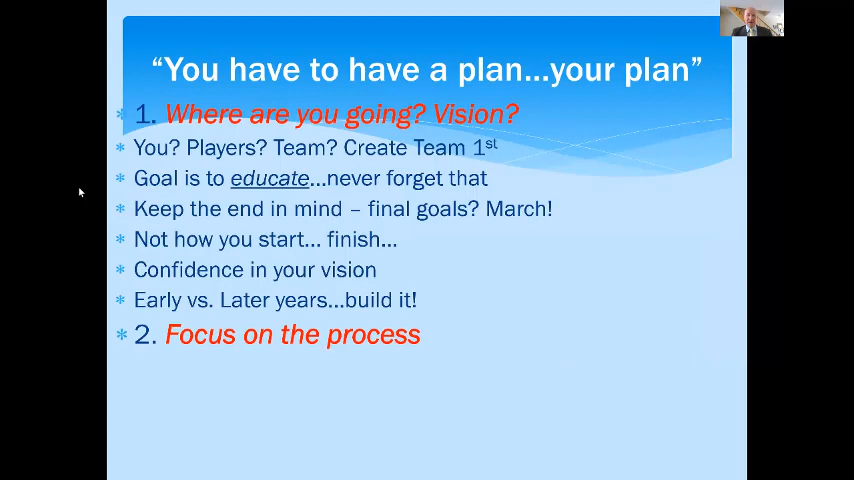 “You have to have a plan...your plan”
* 1. Where are you going? Vision?
* You? Players? Team? Create Team 1st
* Goal is to educate...never forget that
* Keep the end in mind – final goals? March!
* Not how you start... finish...
* Confidence in your vision
* Early vs. Later years...build it!
* 2. Focus on the process